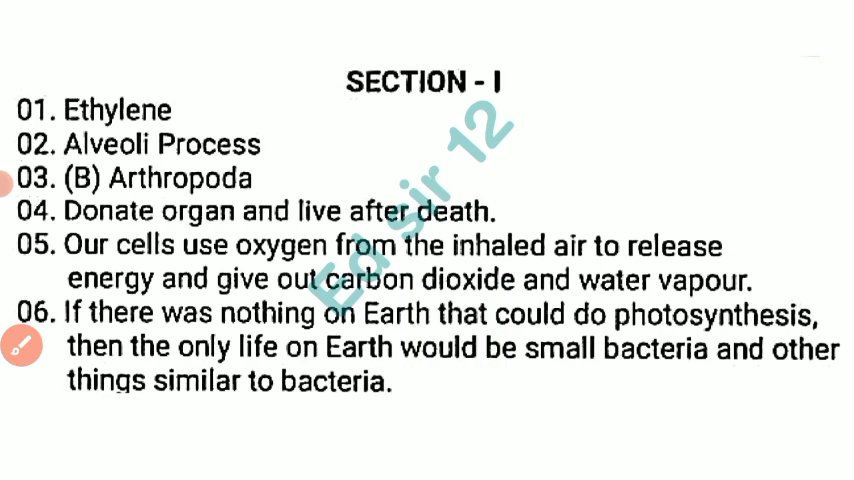 SECTION - I
01. Ethylene
02. Alveoli Process
03. (B) Arthropoda
04. Donate organ and live after death.
05. Our cells use oxygen from the inhaled air to release
energy and give out carbon dioxide and water vapour.
06. If there was nothing on Earth that could do photosynthesis,
then the only life on Earth would be small bacteria and other
things similar to bacteria.
Ed sir 12